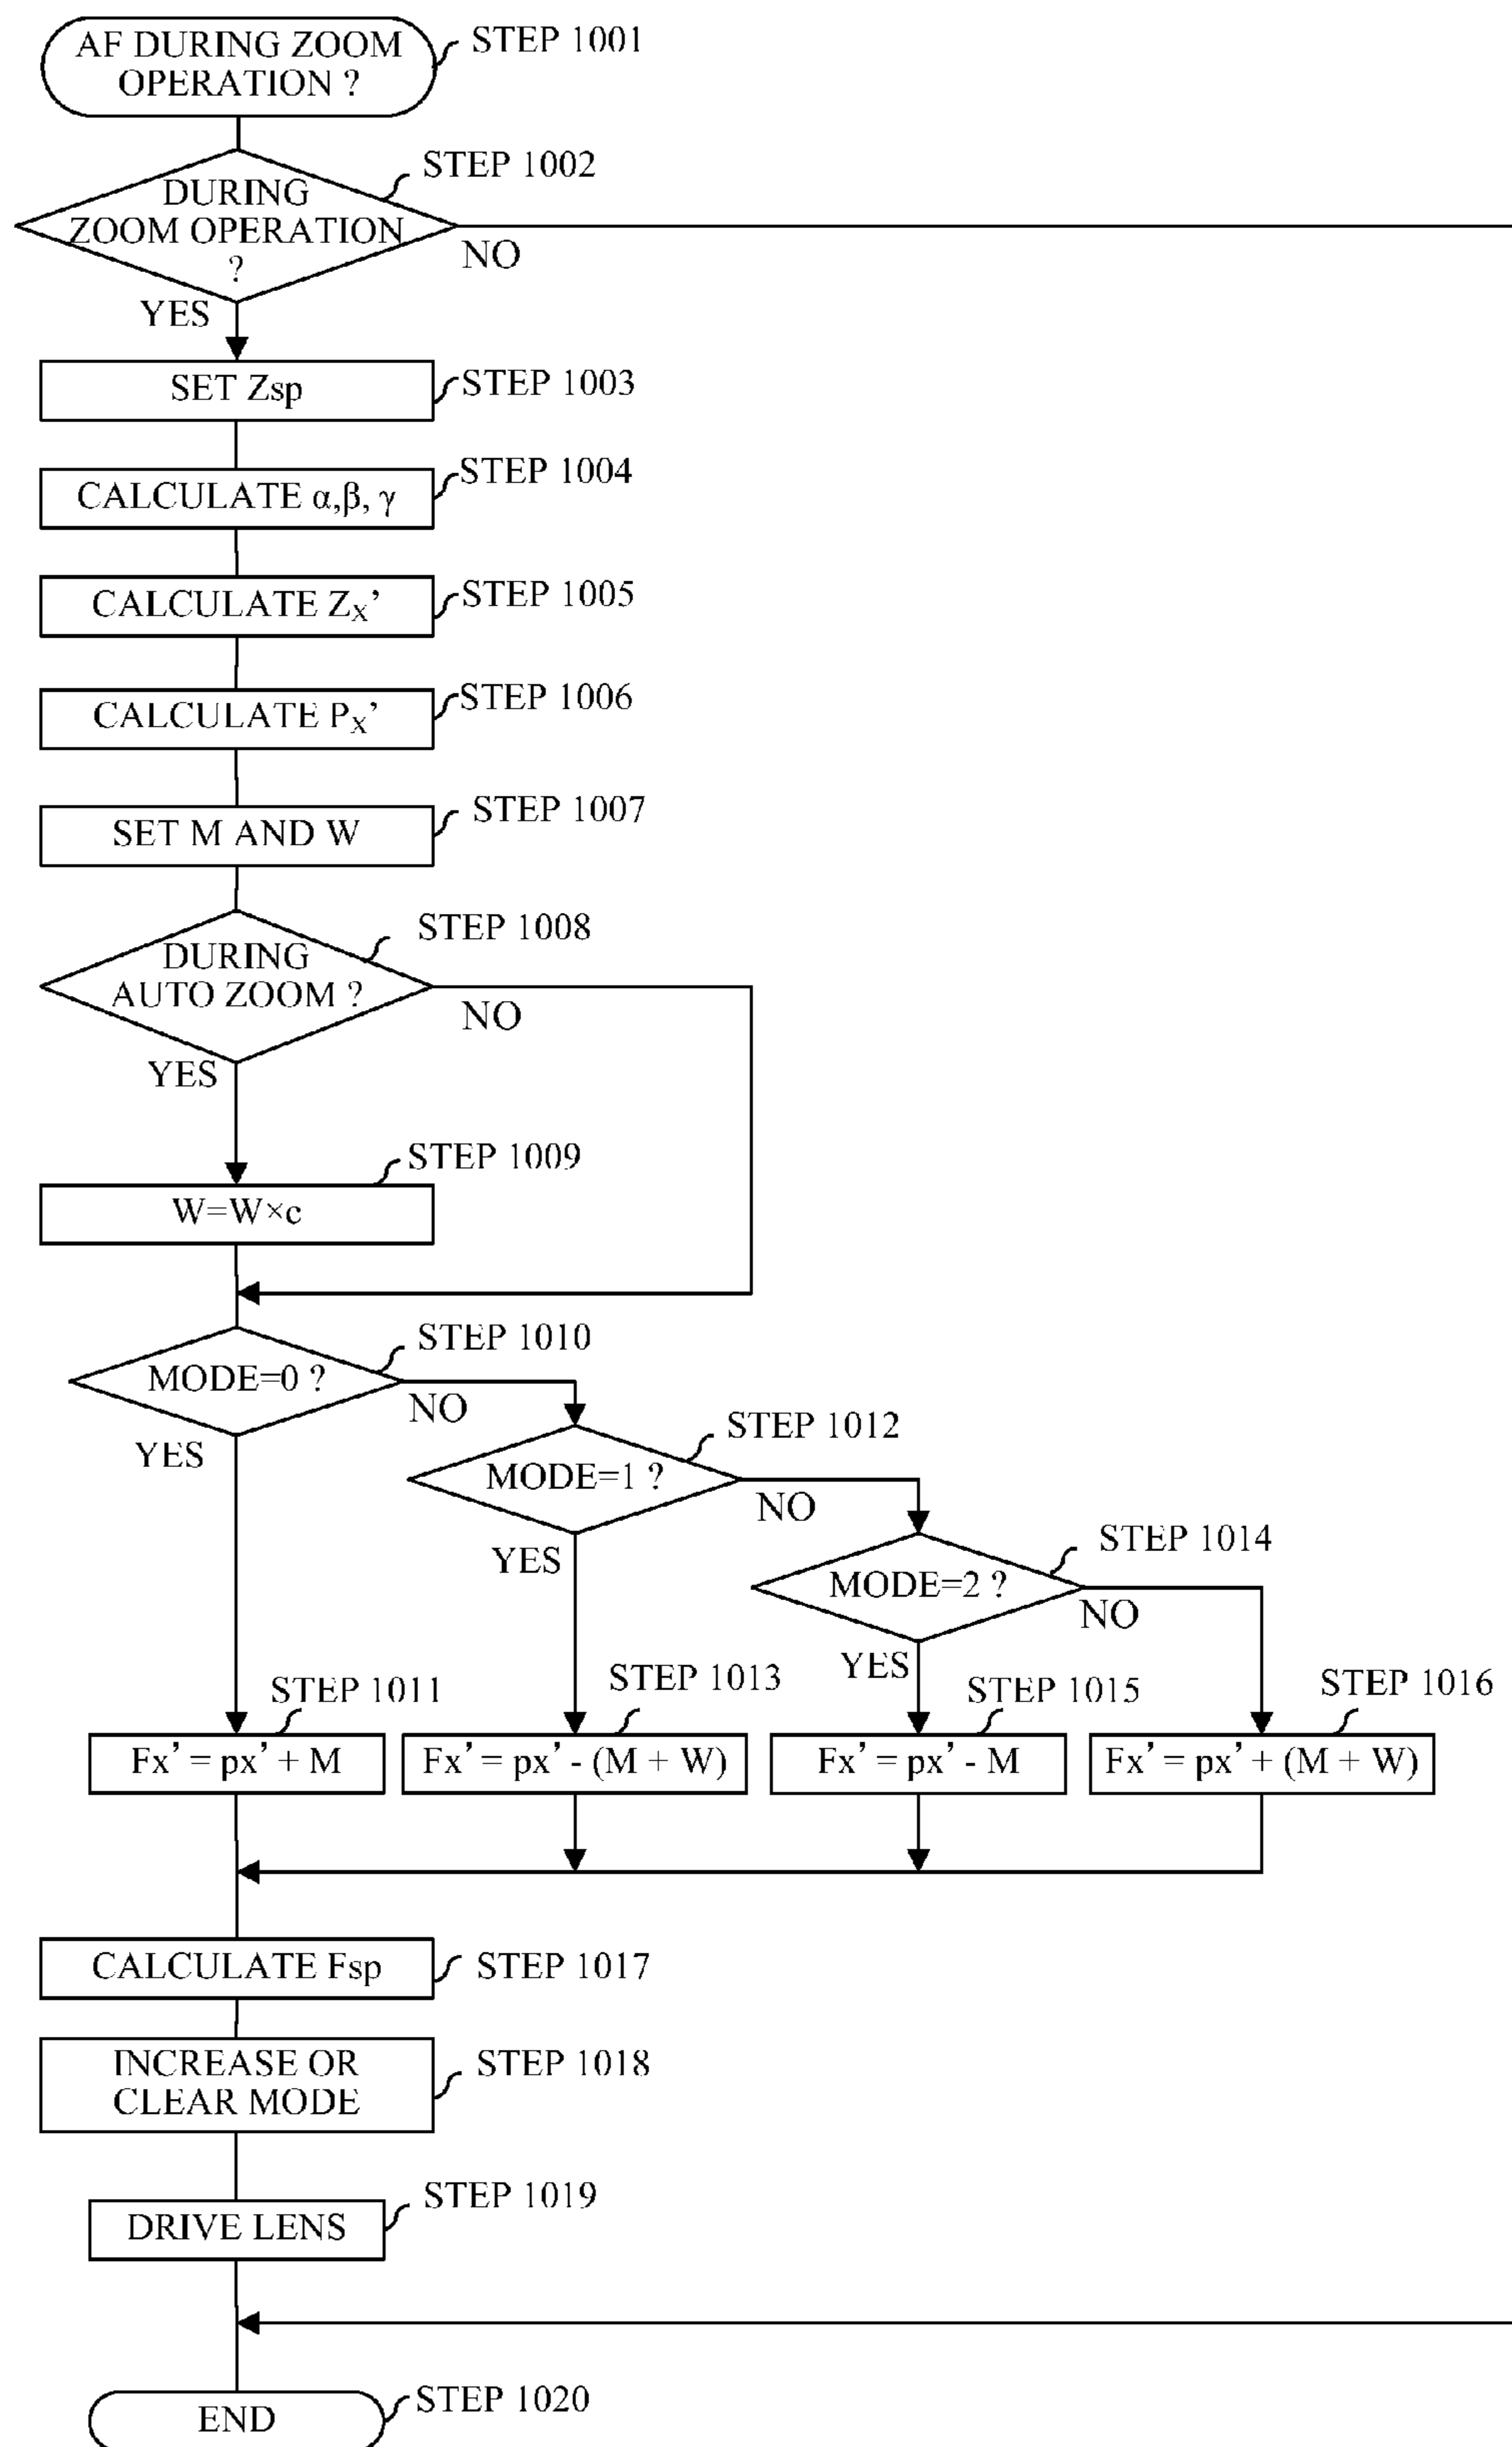 AF DURING ZOOM
OPERATION ?
STEP 1001
STEP 1002
DURING
ZOOM OPERATION
?
NO
YES
SET Zsp
STEP 1003
CALCULATE α,β, γ
STEP 1004
CALCULATE ZX’
STEP 1005
CALCULATE PX’
STEP 1006
SET M AND W
STEP 1007
STEP 1008
DURING
AUTO ZOOM ?
NO
YES
STEP 1009
W=W×c
STEP 1010
MODE=0 ?
NO
YES
STEP 1012
MODE=1 ?
NO
YES
STEP 1014
MODE=2 ?
NO
YES
STEP 1011
STEP 1013
STEP 1015
STEP 1016
Fx’ = px’ + M
Fx’ = px’ - (M + W)
Fx’ = px’ - M
Fx’ = px’ + (M + W)
CALCULATE Fsp
STEP 1017
INCREASE OR
CLEAR MODE
STEP 1018
STEP 1019
DRIVE LENS
STEP 1020
END